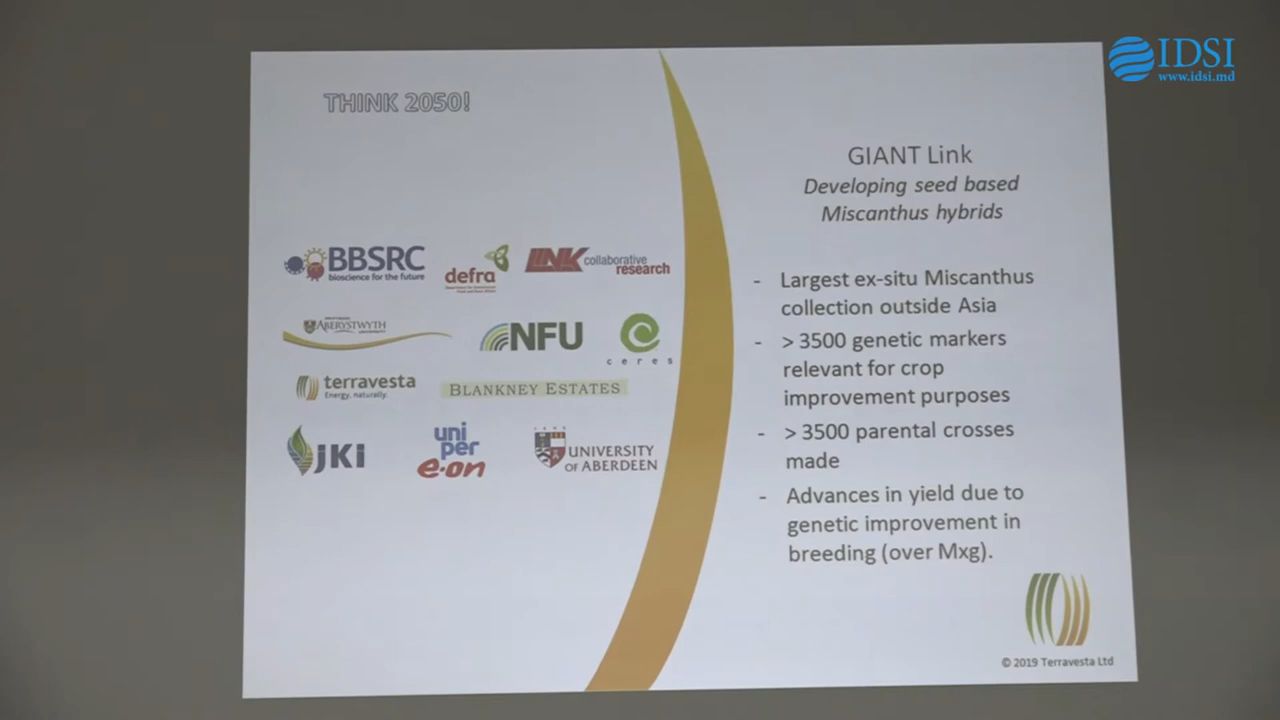 IDSI
www.idsi.md
THINK 2050!
BBSRC
bioscience for the future
defra
LINK collaborative
research
ABERYSTWYTH
NFU
ceres
terravesta
Energy, naturally.
BLANKNEY ESTATES
JKi
uni
per
e·on
UNIVERSITY
OF ABERDEEN
GIANT Link
Developing seed based
Miscanthus hybrids
- Largest ex-situ Miscanthus
collection outside Asia
- > 3500 genetic markers
relevant for crop
improvement purposes
- > 3500 parental crosses
made
- Advances in yield due to
genetic improvement in
breeding (over Mxg).
© 2019 Terravesta Ltd